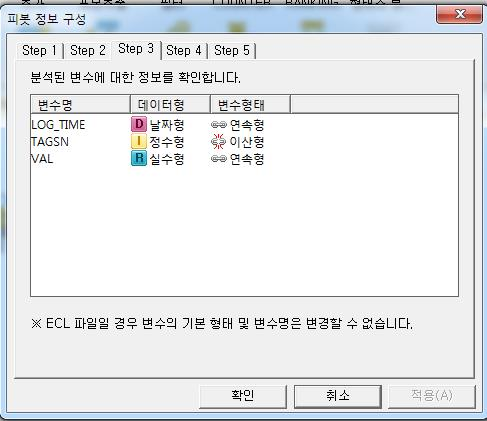 피봇 정보 구성
Step 1 Step 2 Step 3 Step 4 Step 5
분석된 변수에 대한 정보를 확인합니다.
변수명 데이터형 변수형태
LOG_TIME D 날짜형 연속형
TAGSN I 정수형 이산형
VAL R 실수형 연속형
※ ECL 파일일 경우 변수의 기본 형태 및 변수명은 변경할 수 없습니다.
확인 취소 적용(A)